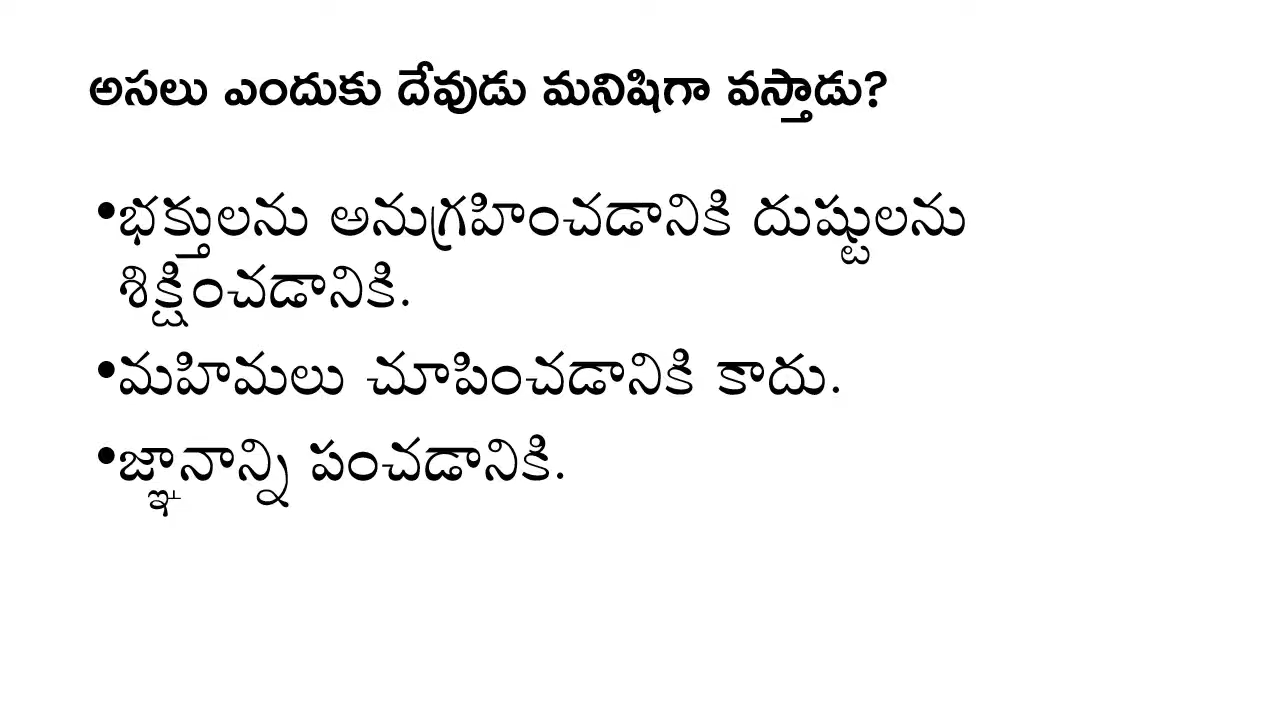 అసలు ఎందుకు దేవుడు మనిషిగా వస్తాడు?
•భక్తులను అనుగ్రహించడానికి దుష్టులను
శిక్షించడానికి.
•మహిమలు చూపించడానికి కాదు.
•జ్ఞానాన్ని పంచడానికి.